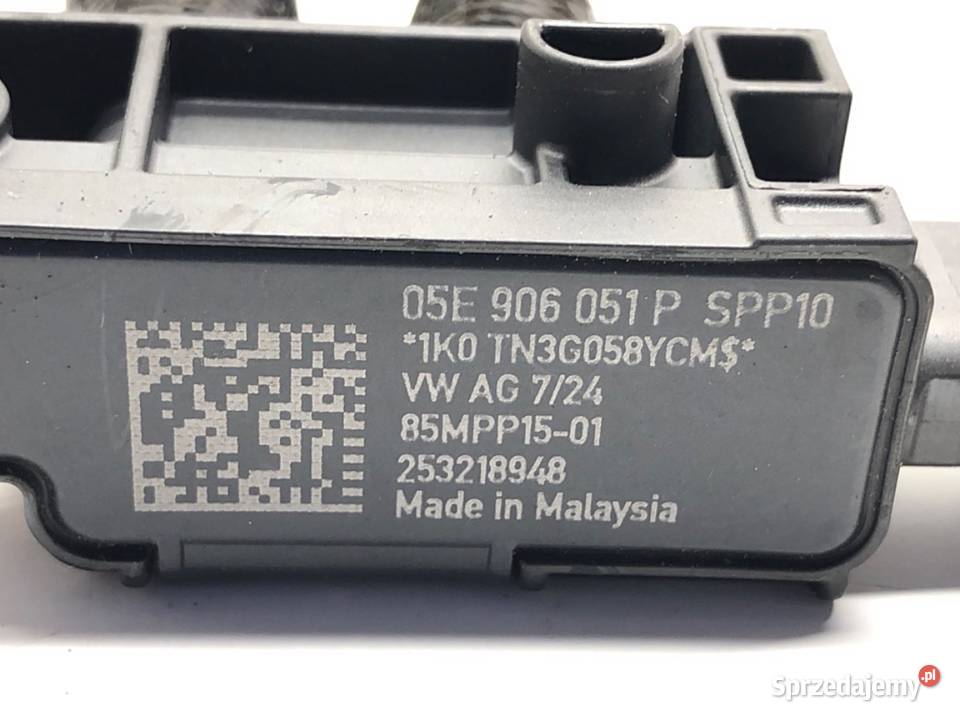 05E 906 051 P SPP10
*1K0 TN3G058YCM$*
VW AG 7/24
85MPP15-01
253218948
Made in Malaysia
Sprzedajemy.pl